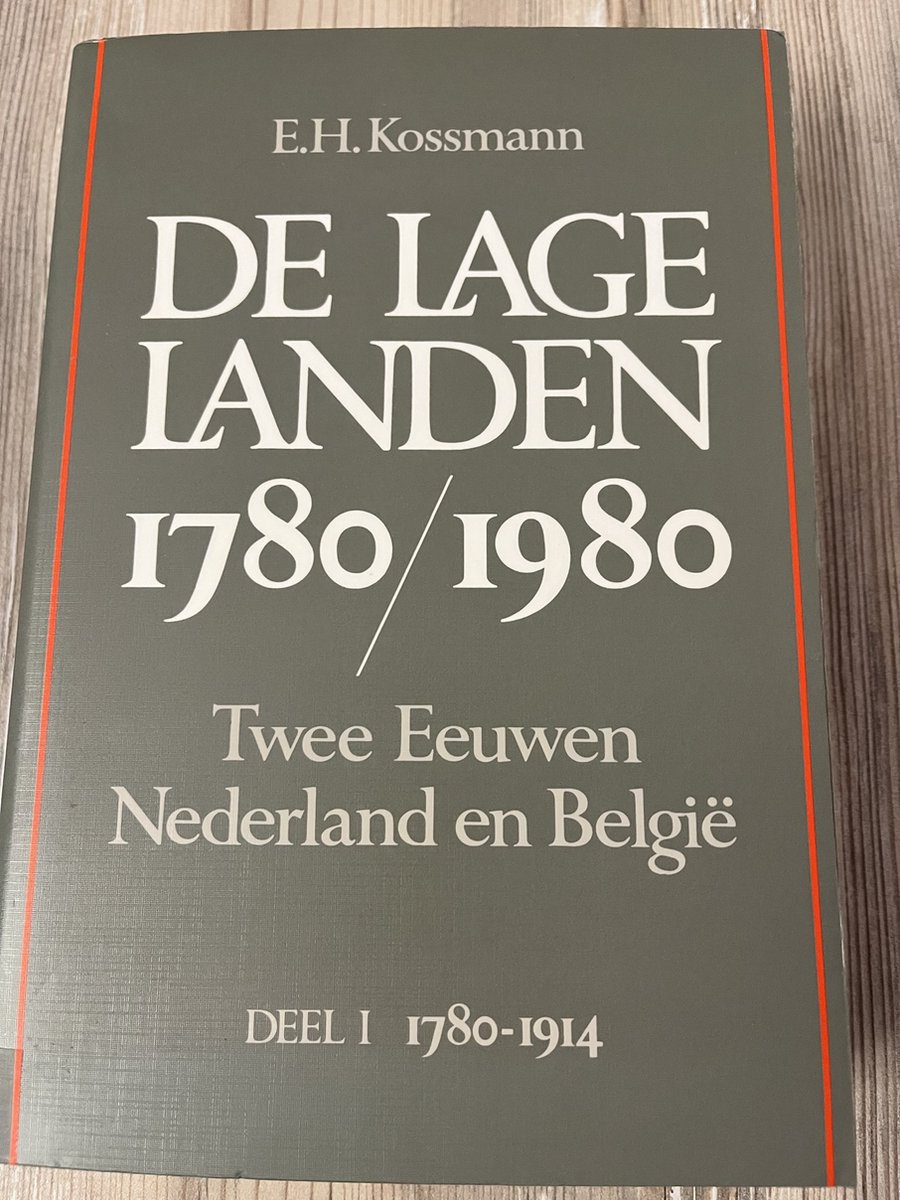 E.H. Kossmann
DE LAGE
LANDEN
1780/1980
Twee Eeuwen
Nederland en België
DEEL I 1780-1914